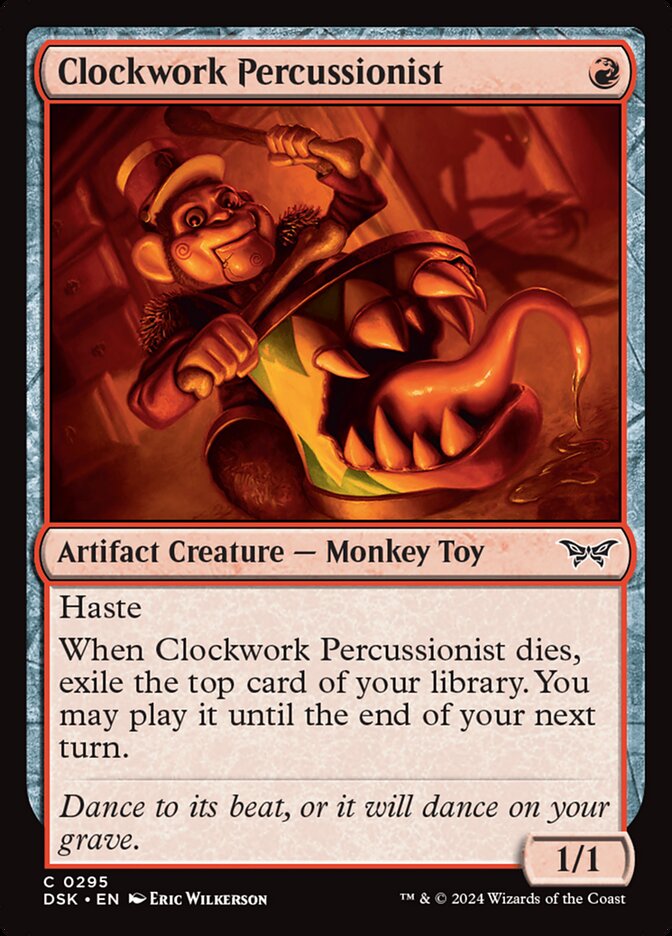 Clockwork Percussionist
Artifact Creature — Monkey Toy
Haste
When Clockwork Percussionist dies,
exile the top card of your library. You
may play it until the end of your next
turn.
Dance to its beat, or it will dance on your
grave.
1/1
C 0295
DSK • EN Eric Wilkerson
™ & © 2024 Wizards of the Coast